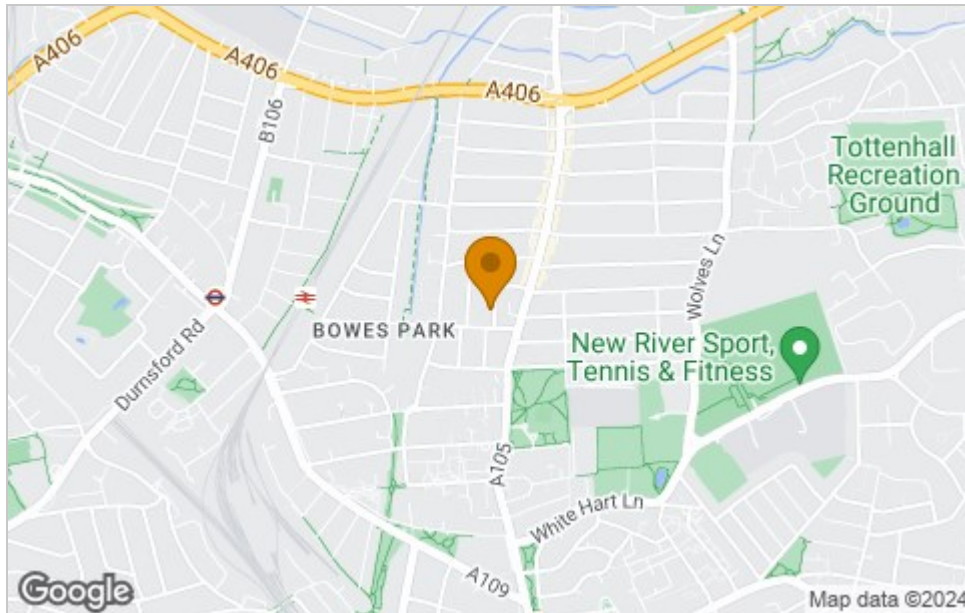 A406
A406
A406
B106
Tottenhall
Recreation
Ground
Wolves Ln
BOWES PARK
Durnsford Rd
New River Sport,
Tennis & Fitness
A105
White Hart Ln
A109
Google
Map data ©2024